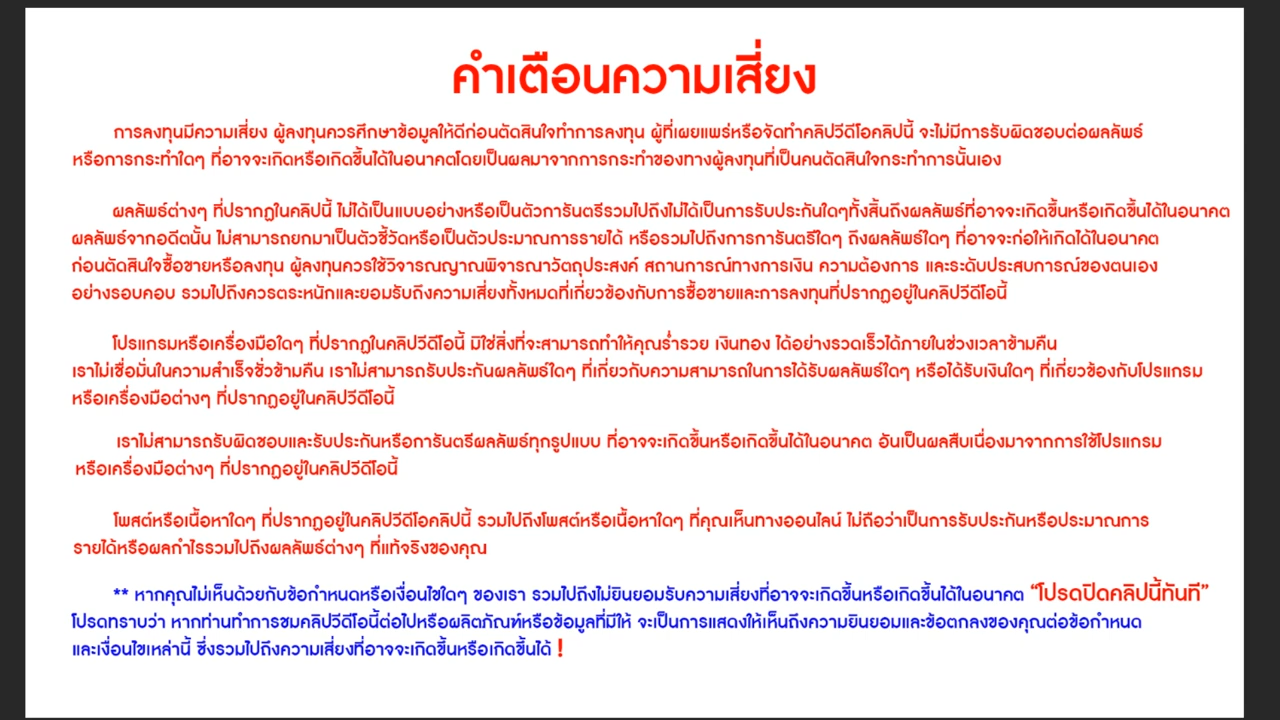 คำเตือนความเสี่ยง
การลงทุนมีความเสี่ยง ผู้ลงทุนควรศึกษาข้อมูลให้ดีก่อนตัดสินใจทำการลงทุน ผู้ที่เผยแพร่หรือจัดทำคลิปวีดีโอคลิปนี้ จะไม่มีการรับผิดชอบต่อผลลัพธ์
หรือการกระทำใดๆ ที่อาจจะเกิดหรือเกิดขึ้นได้ในอนาคตโดยเป็นผลมาจากการกระทำของทางผู้ลงทุนที่เป็นคนตัดสินใจกระทำการนั้นเอง
ผลลัพธ์ต่างๆ ที่ปรากฏในคลิปนี้ ไม่ได้เป็นแบบอย่างหรือเป็นตัวการันตรีรวมไปถึงไม่ได้เป็นการรับประกันใดๆทั้งสิ้นถึงผลลัพธ์ที่อาจจะเกิดขึ้นหรือเกิดขึ้นได้ในอนาคต
ผลลัพธ์จากอดีตนั้น ไม่สามารถยกมาเป็นตัวชี้วัดหรือเป็นตัวประมาณการรายได้ หรือรวมไปถึงการการันตรีใดๆ ถึงผลลัพธ์ใดๆ ที่อาจจะก่อให้เกิดได้ในอนาคต
ก่อนตัดสินใจซื้อขายหรือลงทุน ผู้ลงทุนควรใช้วิจารณญาณพิจารณาวัตถุประสงค์ สถานการณ์ทางการเงิน ความต้องการ และระดับประสบการณ์ของตนเอง
อย่างรอบคอบ รวมไปถึงควรตระหนักและยอมรับถึงความเสี่ยงทั้งหมดที่เกี่ยวข้องกับการซื้อขายและการลงทุนที่ปรากฏอยู่ในคลิปวีดีโอนี้
โปรแกรมหรือเครื่องมือใดๆ ที่ปรากฏในคลิปวีดีโอนี้ มิใช่สิ่งที่จะสามารถทำให้คุณร่ำรวย เงินทอง ได้อย่างรวดเร็วได้ภายในช่วงเวลาข้ามคืน
เราไม่เชื่อมั่นในความสำเร็จชั่วข้ามคืน เราไม่สามารถรับประกันผลลัพธ์ใดๆ ที่เกี่ยวกับความสามารถในการได้รับผลลัพธ์ใดๆ หรือได้รับเงินใดๆ ที่เกี่ยวข้องกับโปรแกรม
หรือเครื่องมือต่างๆ ที่ปรากฏอยู่ในคลิปวีดีโอนี้
เราไม่สามารถรับผิดชอบและรับประกันหรือการันตรีผลลัพธ์ทุกรูปแบบ ที่อาจจะเกิดขึ้นหรือเกิดขึ้นได้ในอนาคต อันเป็นผลสืบเนื่องมาจากการใช้โปรแกรม
หรือเครื่องมือต่างๆ ที่ปรากฏอยู่ในคลิปวีดีโอนี้
โพสต์หรือเนื้อหาใดๆ ที่ปรากฏอยู่ในคลิปวีดีโอคลิปนี้ รวมไปถึงโพสต์หรือเนื้อหาใดๆ ที่คุณเห็นทางออนไลน์ ไม่ถือว่าเป็นการรับประกันหรือประมาณการ
รายได้หรือผลกำไรรวมไปถึงผลลัพธ์ต่างๆ ที่แท้จริงของคุณ
** หากคุณไม่เห็นด้วยกับข้อกำหนดหรือเงื่อนไขใดๆ ของเรา รวมไปถึงไม่ยินยอมรับความเสี่ยงที่อาจจะเกิดขึ้นหรือเกิดขึ้นได้ในอนาคต “โปรดปิดคลิปนี้ทันที”
โปรดทราบว่า หากท่านทำการชมคลิปวีดีโอนี้ต่อไปหรือผลิตภัณฑ์หรือข้อมูลที่มีให้ จะเป็นการแสดงให้เห็นถึงความยินยอมและข้อตกลงของคุณต่อข้อกำหนด
และเงื่อนไขเหล่านี้ ซึ่งรวมไปถึงความเสี่ยงที่อาจจะเกิดขึ้นหรือเกิดขึ้นได้ !